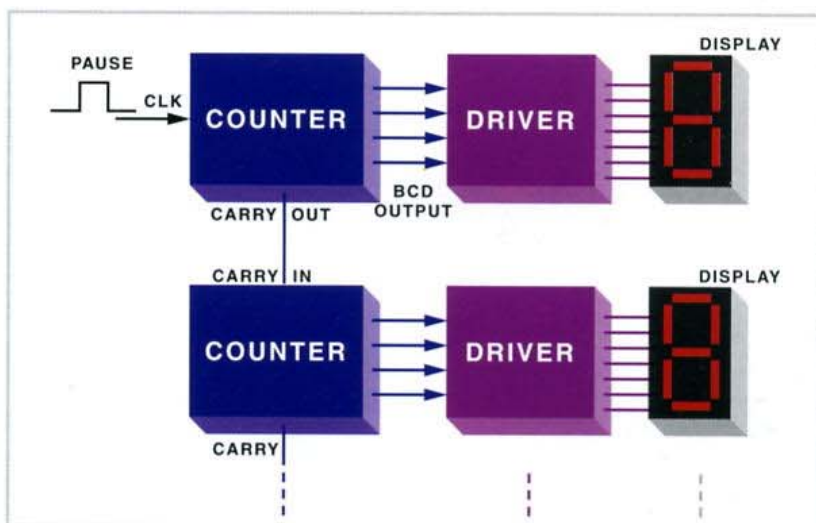 DISPLAY
PAUSE
CLK
COUNTER
DRIVER
BCD
OUTPUT
CARRY OUT
CARRY IN
DISPLAY
COUNTER
DRIVER
CARRY